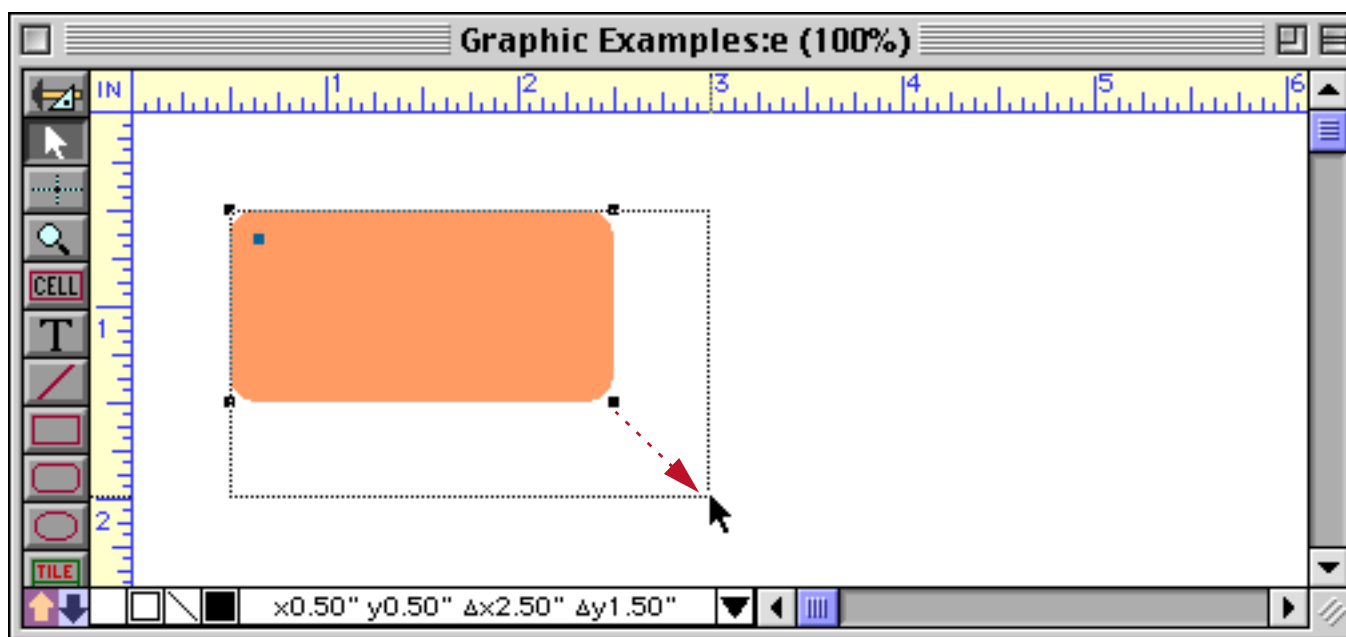 Graphic Examples:e (100%)
IN 1 2 3 4 5 6
CELL
T
1
2
TILE
x0.50" y0.50" Δx2.50" Δy1.50"